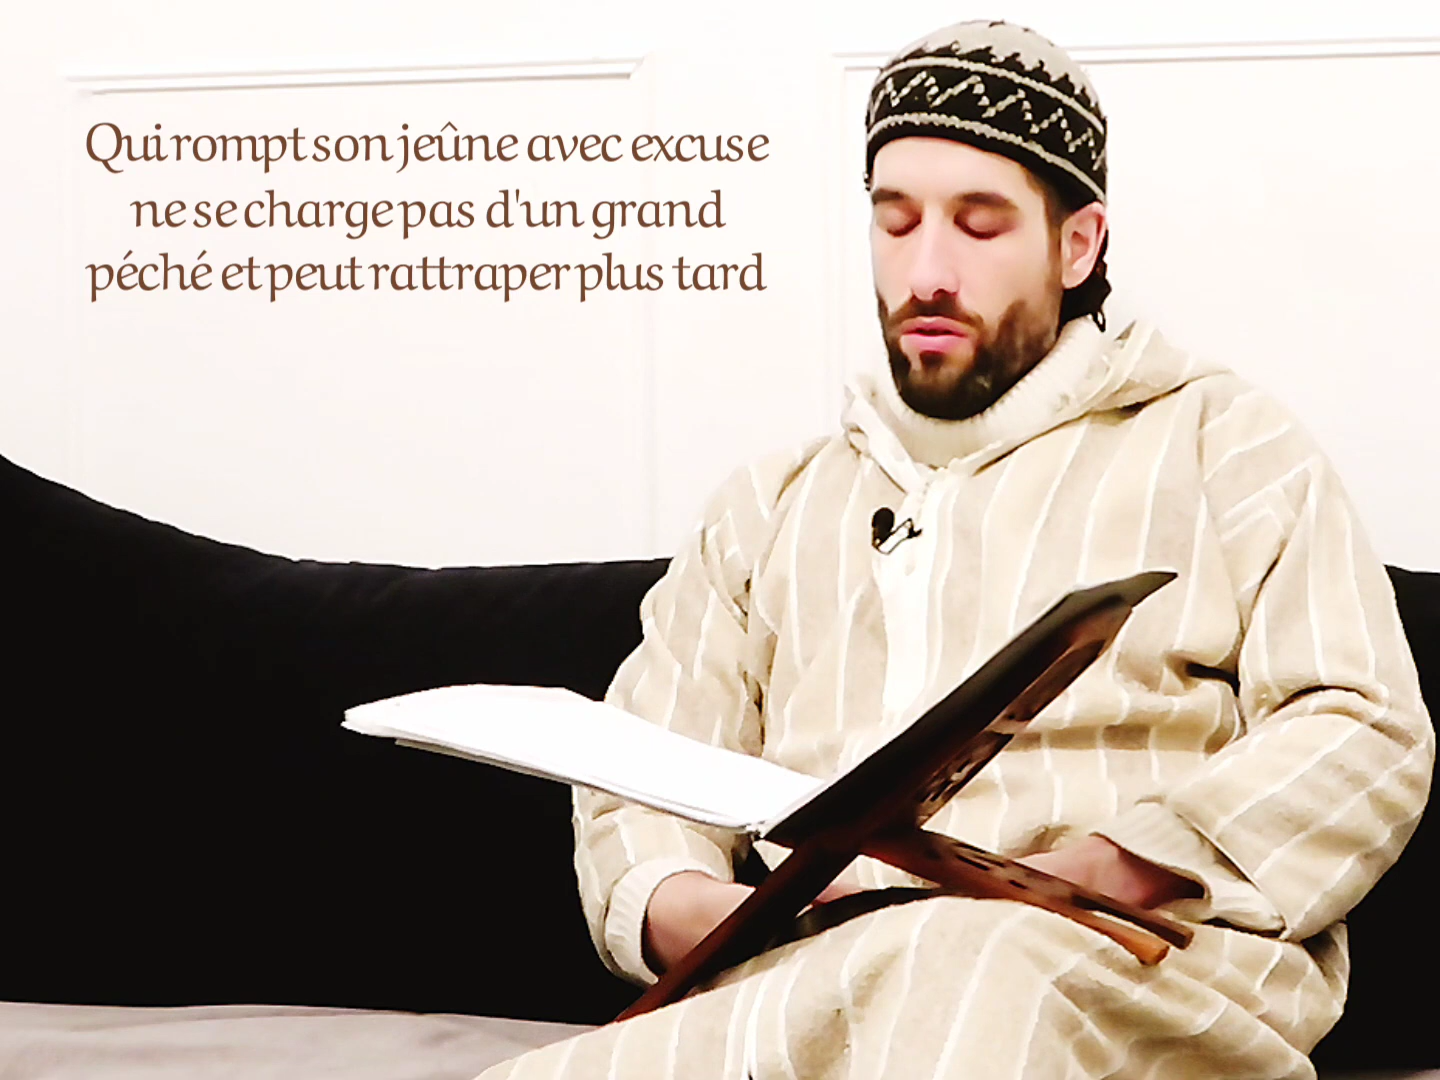 Qui rompt son jeûne avec excuse
ne se charge pas d'un grand
péché et peut rattraper plus tard